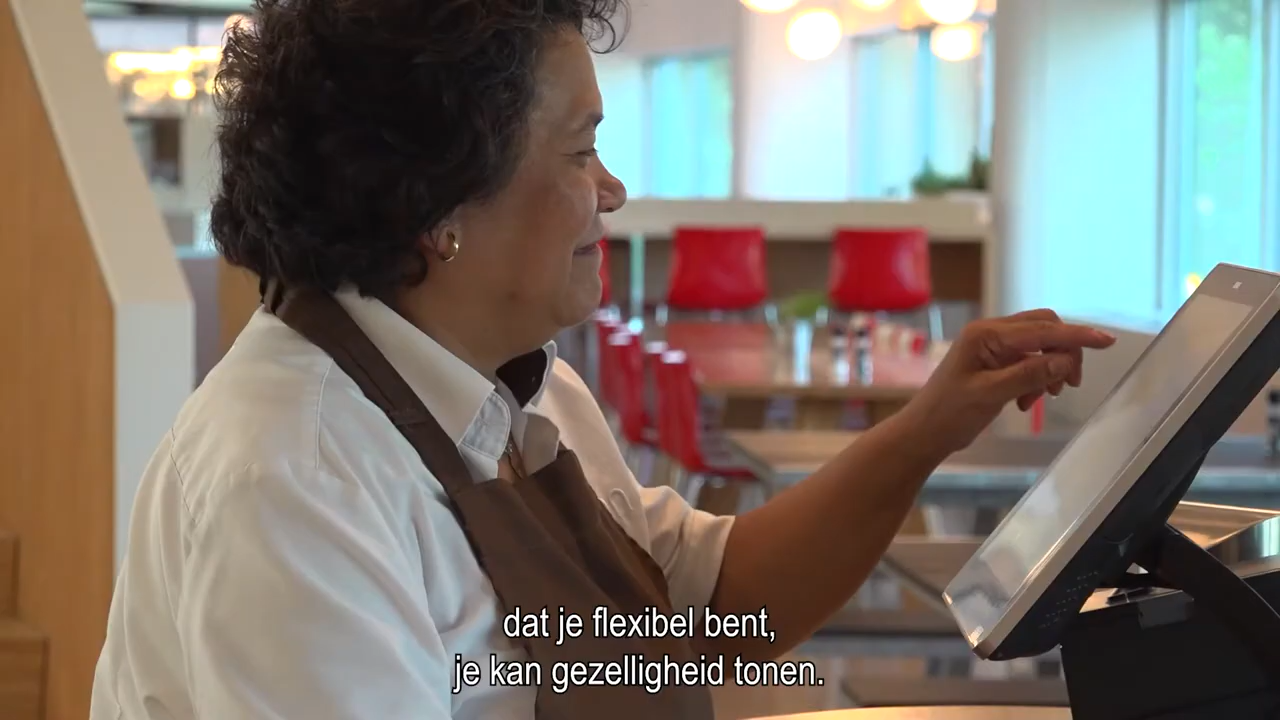 dat je flexibel bent,
je kan gezelligheid tonen.